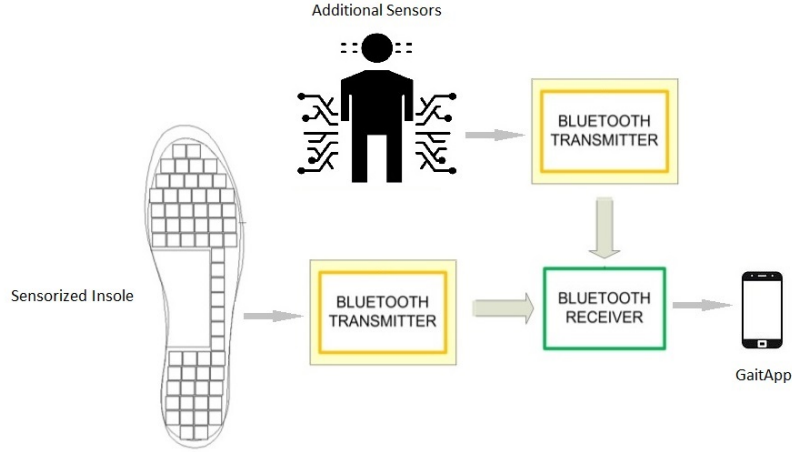 Additional Sensors
BLUETOOTH
TRANSMITTER
Sensorized Insole
BLUETOOTH
TRANSMITTER
BLUETOOTH
RECEIVER
GaitApp